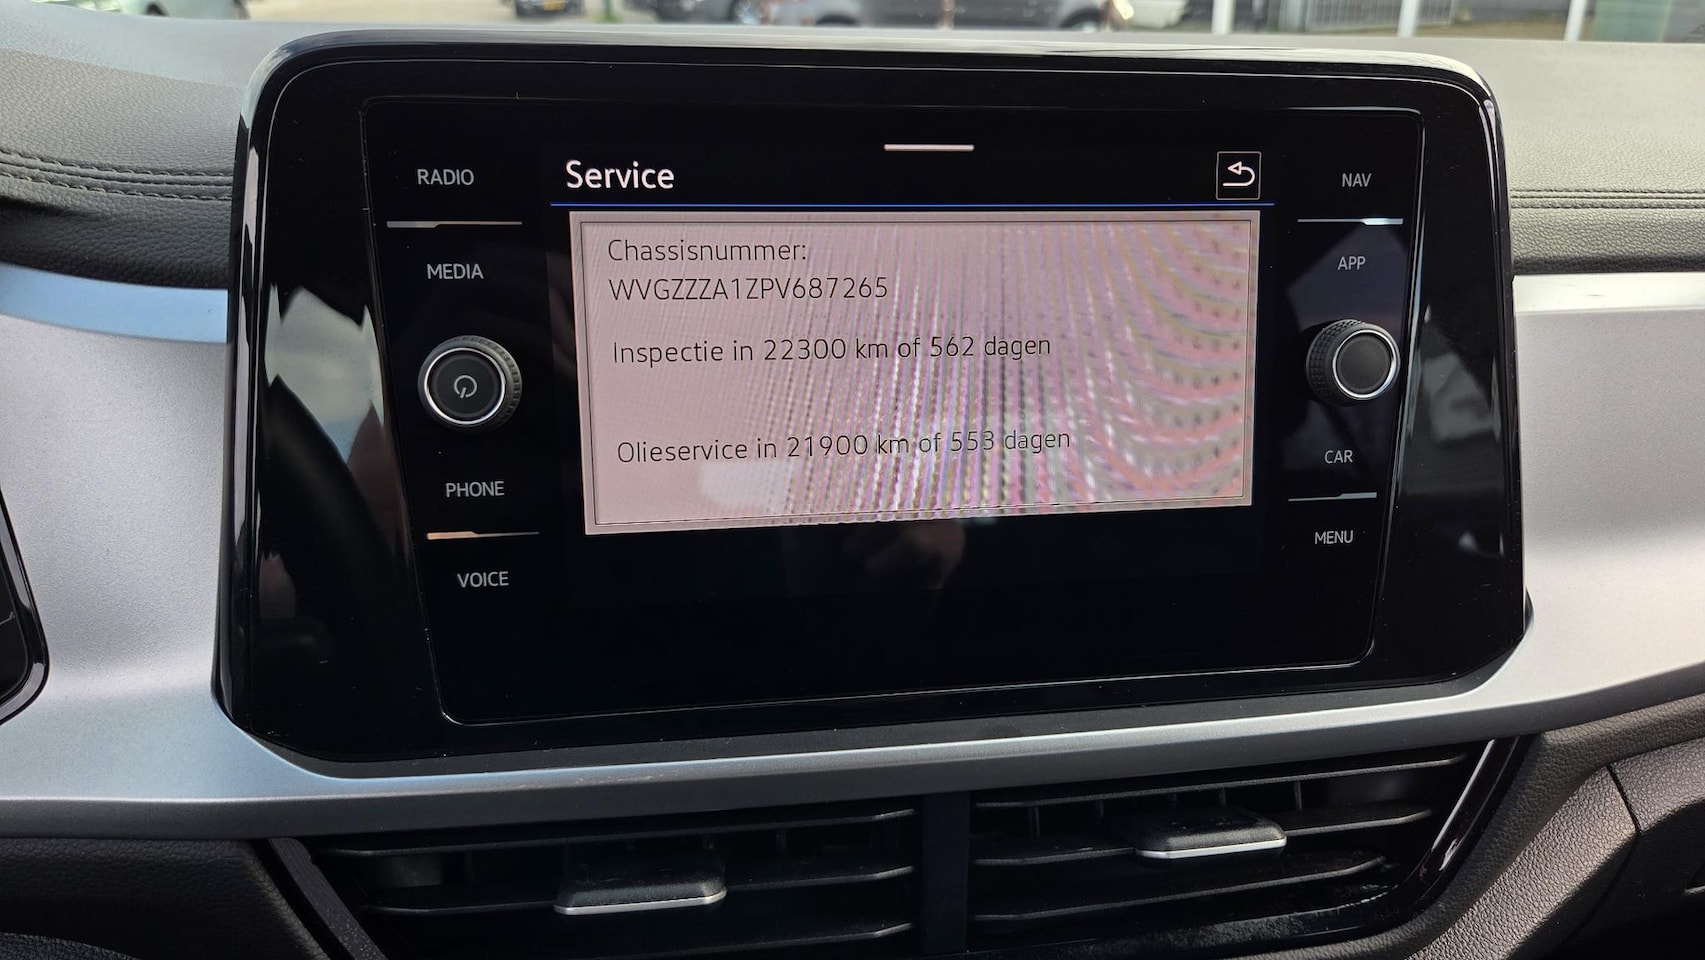 RADIO
MEDIA
PHONE
VOICE
Service
Chassisnummer:
WVGZZZA1ZPV687265
Inspectie in 22300 km of 562 dagen
Olieservice in 21900 km of 553 dagen
NAV
APP
CAR
MENU